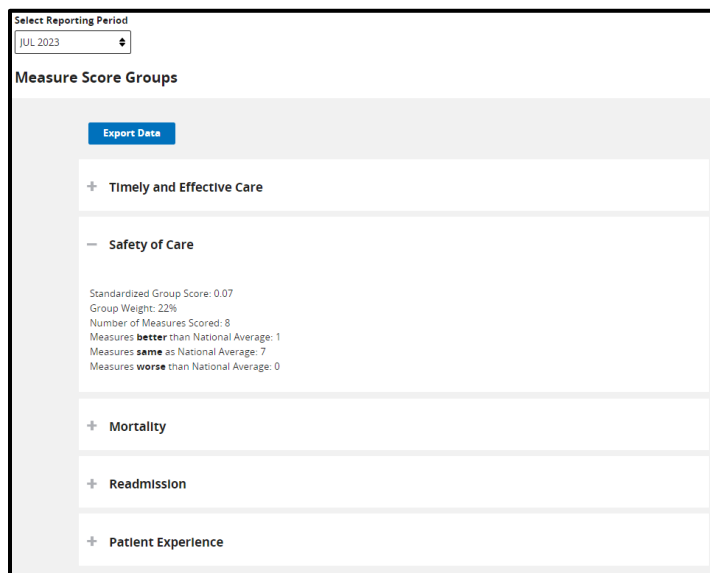 Select Reporting Period
JUL 2023
Measure Score Groups
Export Data
Timely and Effective Care
Safety of Care
Standardized Group Score: 0.07
Group Weight: 22%
Number of Measures Scored: 8
Measures better than National Average: 1
Measures same as National Average: 7
Measures worse than National Average: 0
Mortality
Readmission
Patient Experience